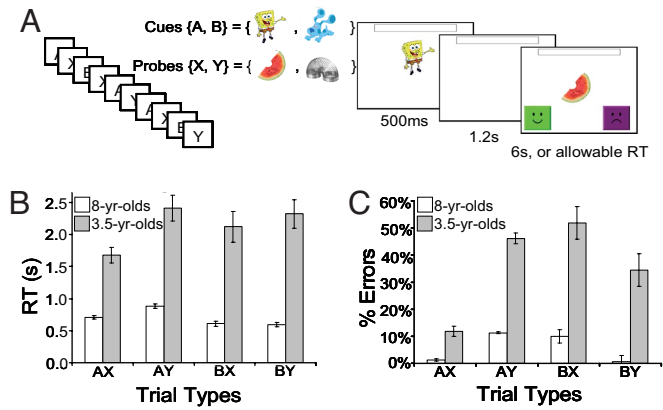 A
Cues {A, B} = { , }
Probes {X, Y} = { , }
A
X
B
X
A
Y
A
X
B
Y
500ms
1.2s
6s, or allowable RT
B
8-yr-olds
3.5-yr-olds
RT (s)
2.5
2.0
1.5
1.0
0.5
0.0
AX AY BX BY
Trial Types
C
8-yr-olds
3.5-yr-olds
% Errors
60%
50%
40%
30%
20%
10%
0%
AX AY BX BY
Trial Types